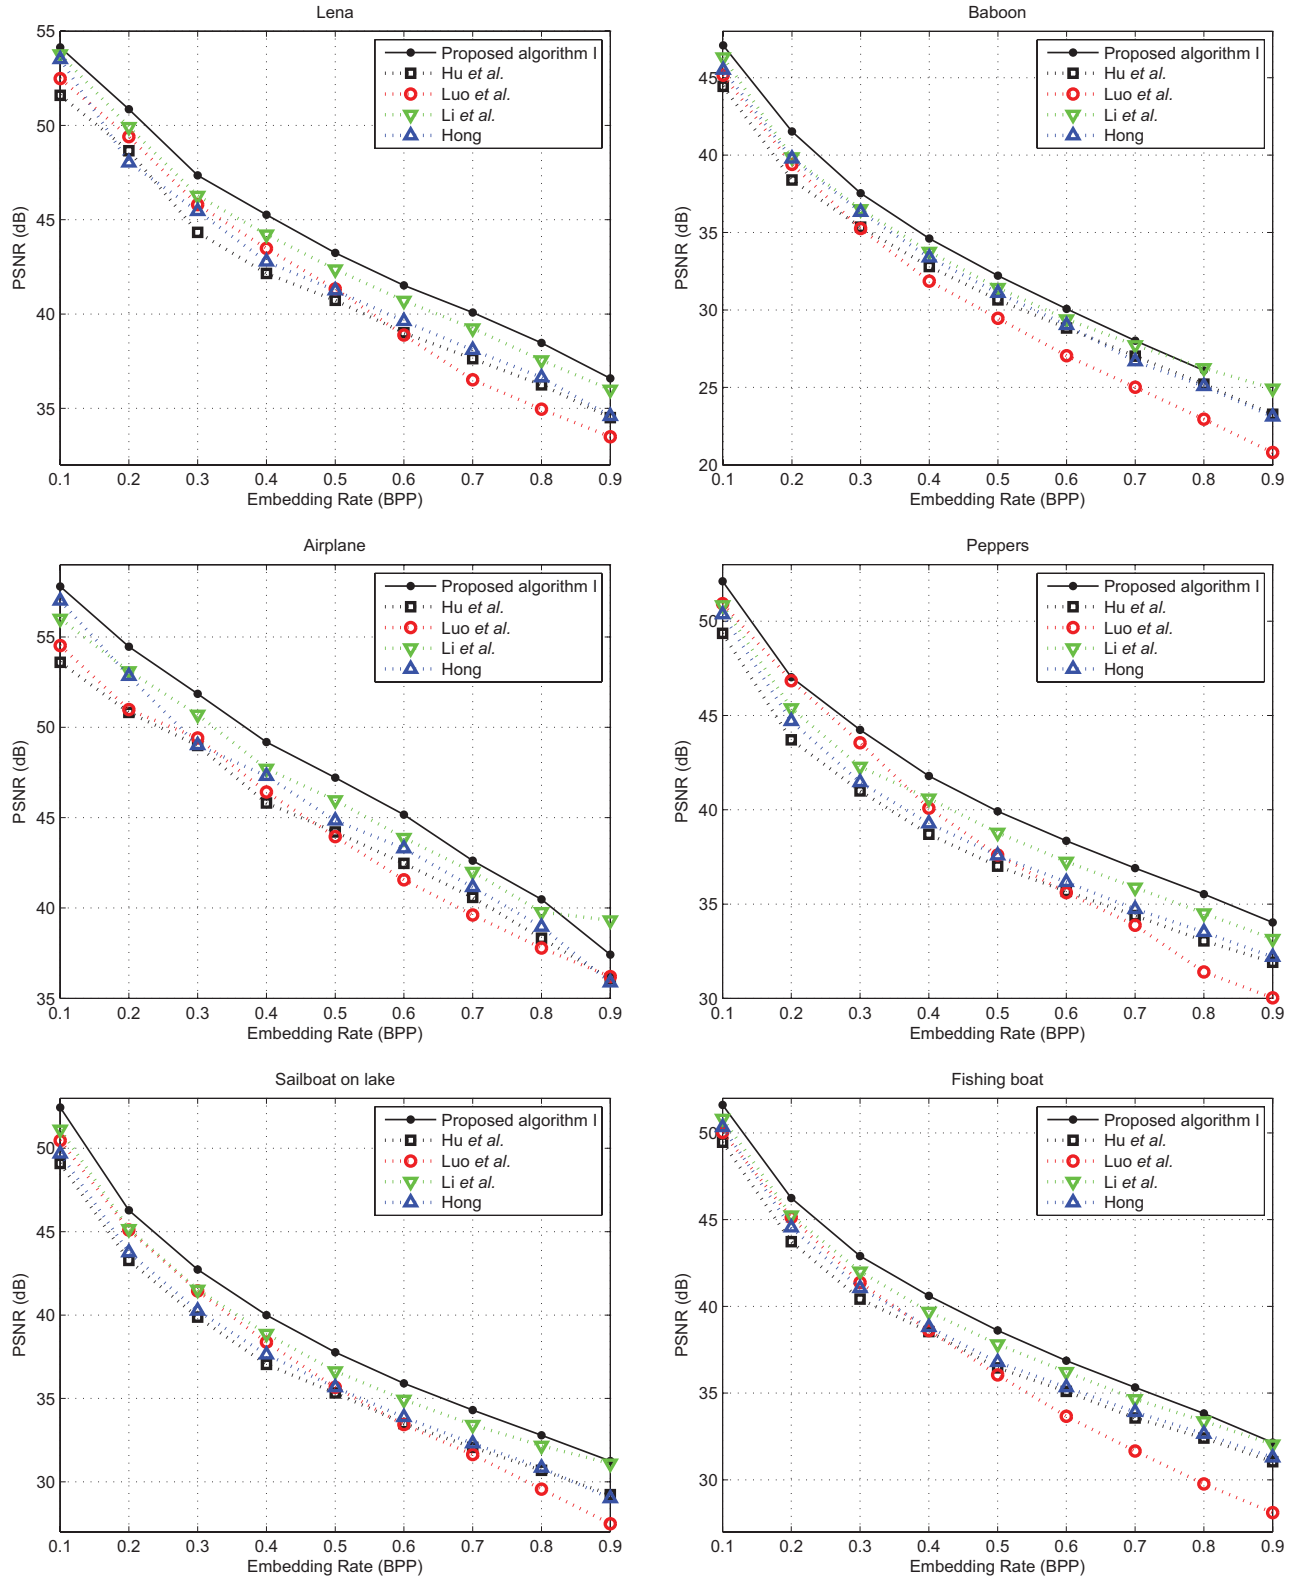 Lena
55
50
45
40
35
PSNR (dB)
Proposed algorithm I
Hu et al.
Luo et al.
Li et al.
Hong
0.1 0.2 0.3 0.4 0.5 0.6 0.7 0.8 0.9
Embedding Rate (BPP)
Baboon
45
40
35
30
25
20
PSNR (dB)
Proposed algorithm I
Hu et al.
Luo et al.
Li et al.
Hong
0.1 0.2 0.3 0.4 0.5 0.6 0.7 0.8 0.9
Embedding Rate (BPP)
Airplane
55
50
45
40
35
PSNR (dB)
Proposed algorithm I
Hu et al.
Luo et al.
Li et al.
Hong
0.1 0.2 0.3 0.4 0.5 0.6 0.7 0.8 0.9
Embedding Rate (BPP)
Peppers
50
45
40
35
30
PSNR (dB)
Proposed algorithm I
Hu et al.
Luo et al.
Li et al.
Hong
0.1 0.2 0.3 0.4 0.5 0.6 0.7 0.8 0.9
Embedding Rate (BPP)
Sailboat on lake
50
45
40
35
30
PSNR (dB)
Proposed algorithm I
Hu et al.
Luo et al.
Li et al.
Hong
0.1 0.2 0.3 0.4 0.5 0.6 0.7 0.8 0.9
Embedding Rate (BPP)
Fishing boat
50
45
40
35
30
PSNR (dB)
Proposed algorithm I
Hu et al.
Luo et al.
Li et al.
Hong
0.1 0.2 0.3 0.4 0.5 0.6 0.7 0.8 0.9
Embedding Rate (BPP)